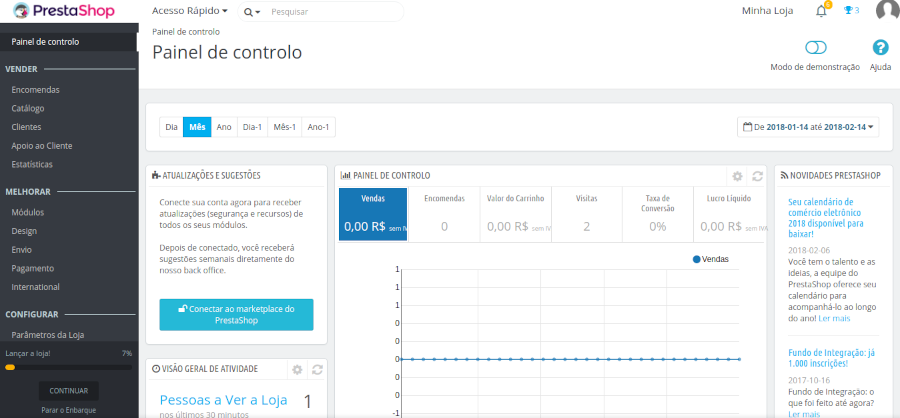 PrestaShop
Acesso Rápido
Pesquisar
Minha Loja
5
3
Painel de controlo
VENDER
Encomendas
Catálogo
Clientes
Apoio ao Cliente
Estatísticas
MELHORAR
Módulos
Design
Envio
Pagamento
International
CONFIGURAR
Parâmetros da Loja
Lançar a loja! 7%
CONTINUAR
Parar o Enbarque
Painel de controlo
Painel de controlo
Modo de demonstração
Ajuda
Dia Mês Ano Dia-1 Mês-1 Ano-1
De 2018-01-14 até 2018-02-14
ATUALIZAÇÕES E SUGESTÕES
Conecte sua conta agora para receber
atualizações (segurança e recursos) de
todos os seus módulos.
Depois de conectado, você receberá
sugestões semanais diretamente do
nosso back office.
Conectar ao marketplace do
PrestaShop
VISÃO GERAL DE ATIVIDADE
Pessoas a Ver a Loja 1
nos últimos 30 minutos
PAINEL DE CONTROLO
Vendas
0,00 R$ sem IVA
Encomendas
0
Valor do Carrinho
0,00 R$ sem IV
Visitas
2
Taxa de
Conversão
0%
Lucro Líquido
0,00 R$ sem IVA
Vendas
1
1
1
0
0
0
0
-1
NOVIDADES PRESTASHOP
Seu calendário de
comércio eletrônico
2018 disponível para
baixar!
2018-02-06
Você tem o talento e as
ideias, a equipe do
PrestaShop oferece seu
calendário para
acompanhá-lo ao longo
do ano! Ler mais
Fundo de Integração: já
1.000 inscrições!
2017-10-16
Fundo de Integração: o
que foi feito até agora?
Ler mais